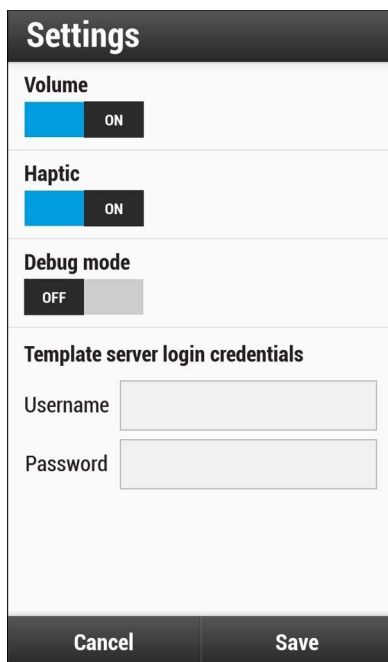 Settings
Volume
ON
Haptic
ON
Debug mode
OFF
Template server login credentials
Username
Password
Cancel Save